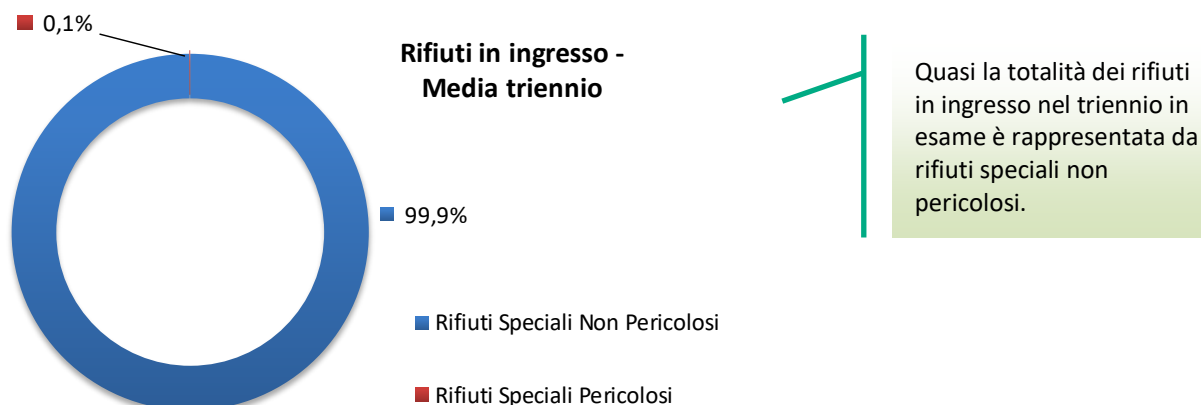 0,1%
Rifiuti in ingresso -
Media triennio
99,9%
Rifiuti Speciali Non Pericolosi
Rifiuti Speciali Pericolosi
Quasi la totalità dei rifiuti
in ingresso nel triennio in
esame è rappresentata da
rifiuti speciali non
pericolosi.